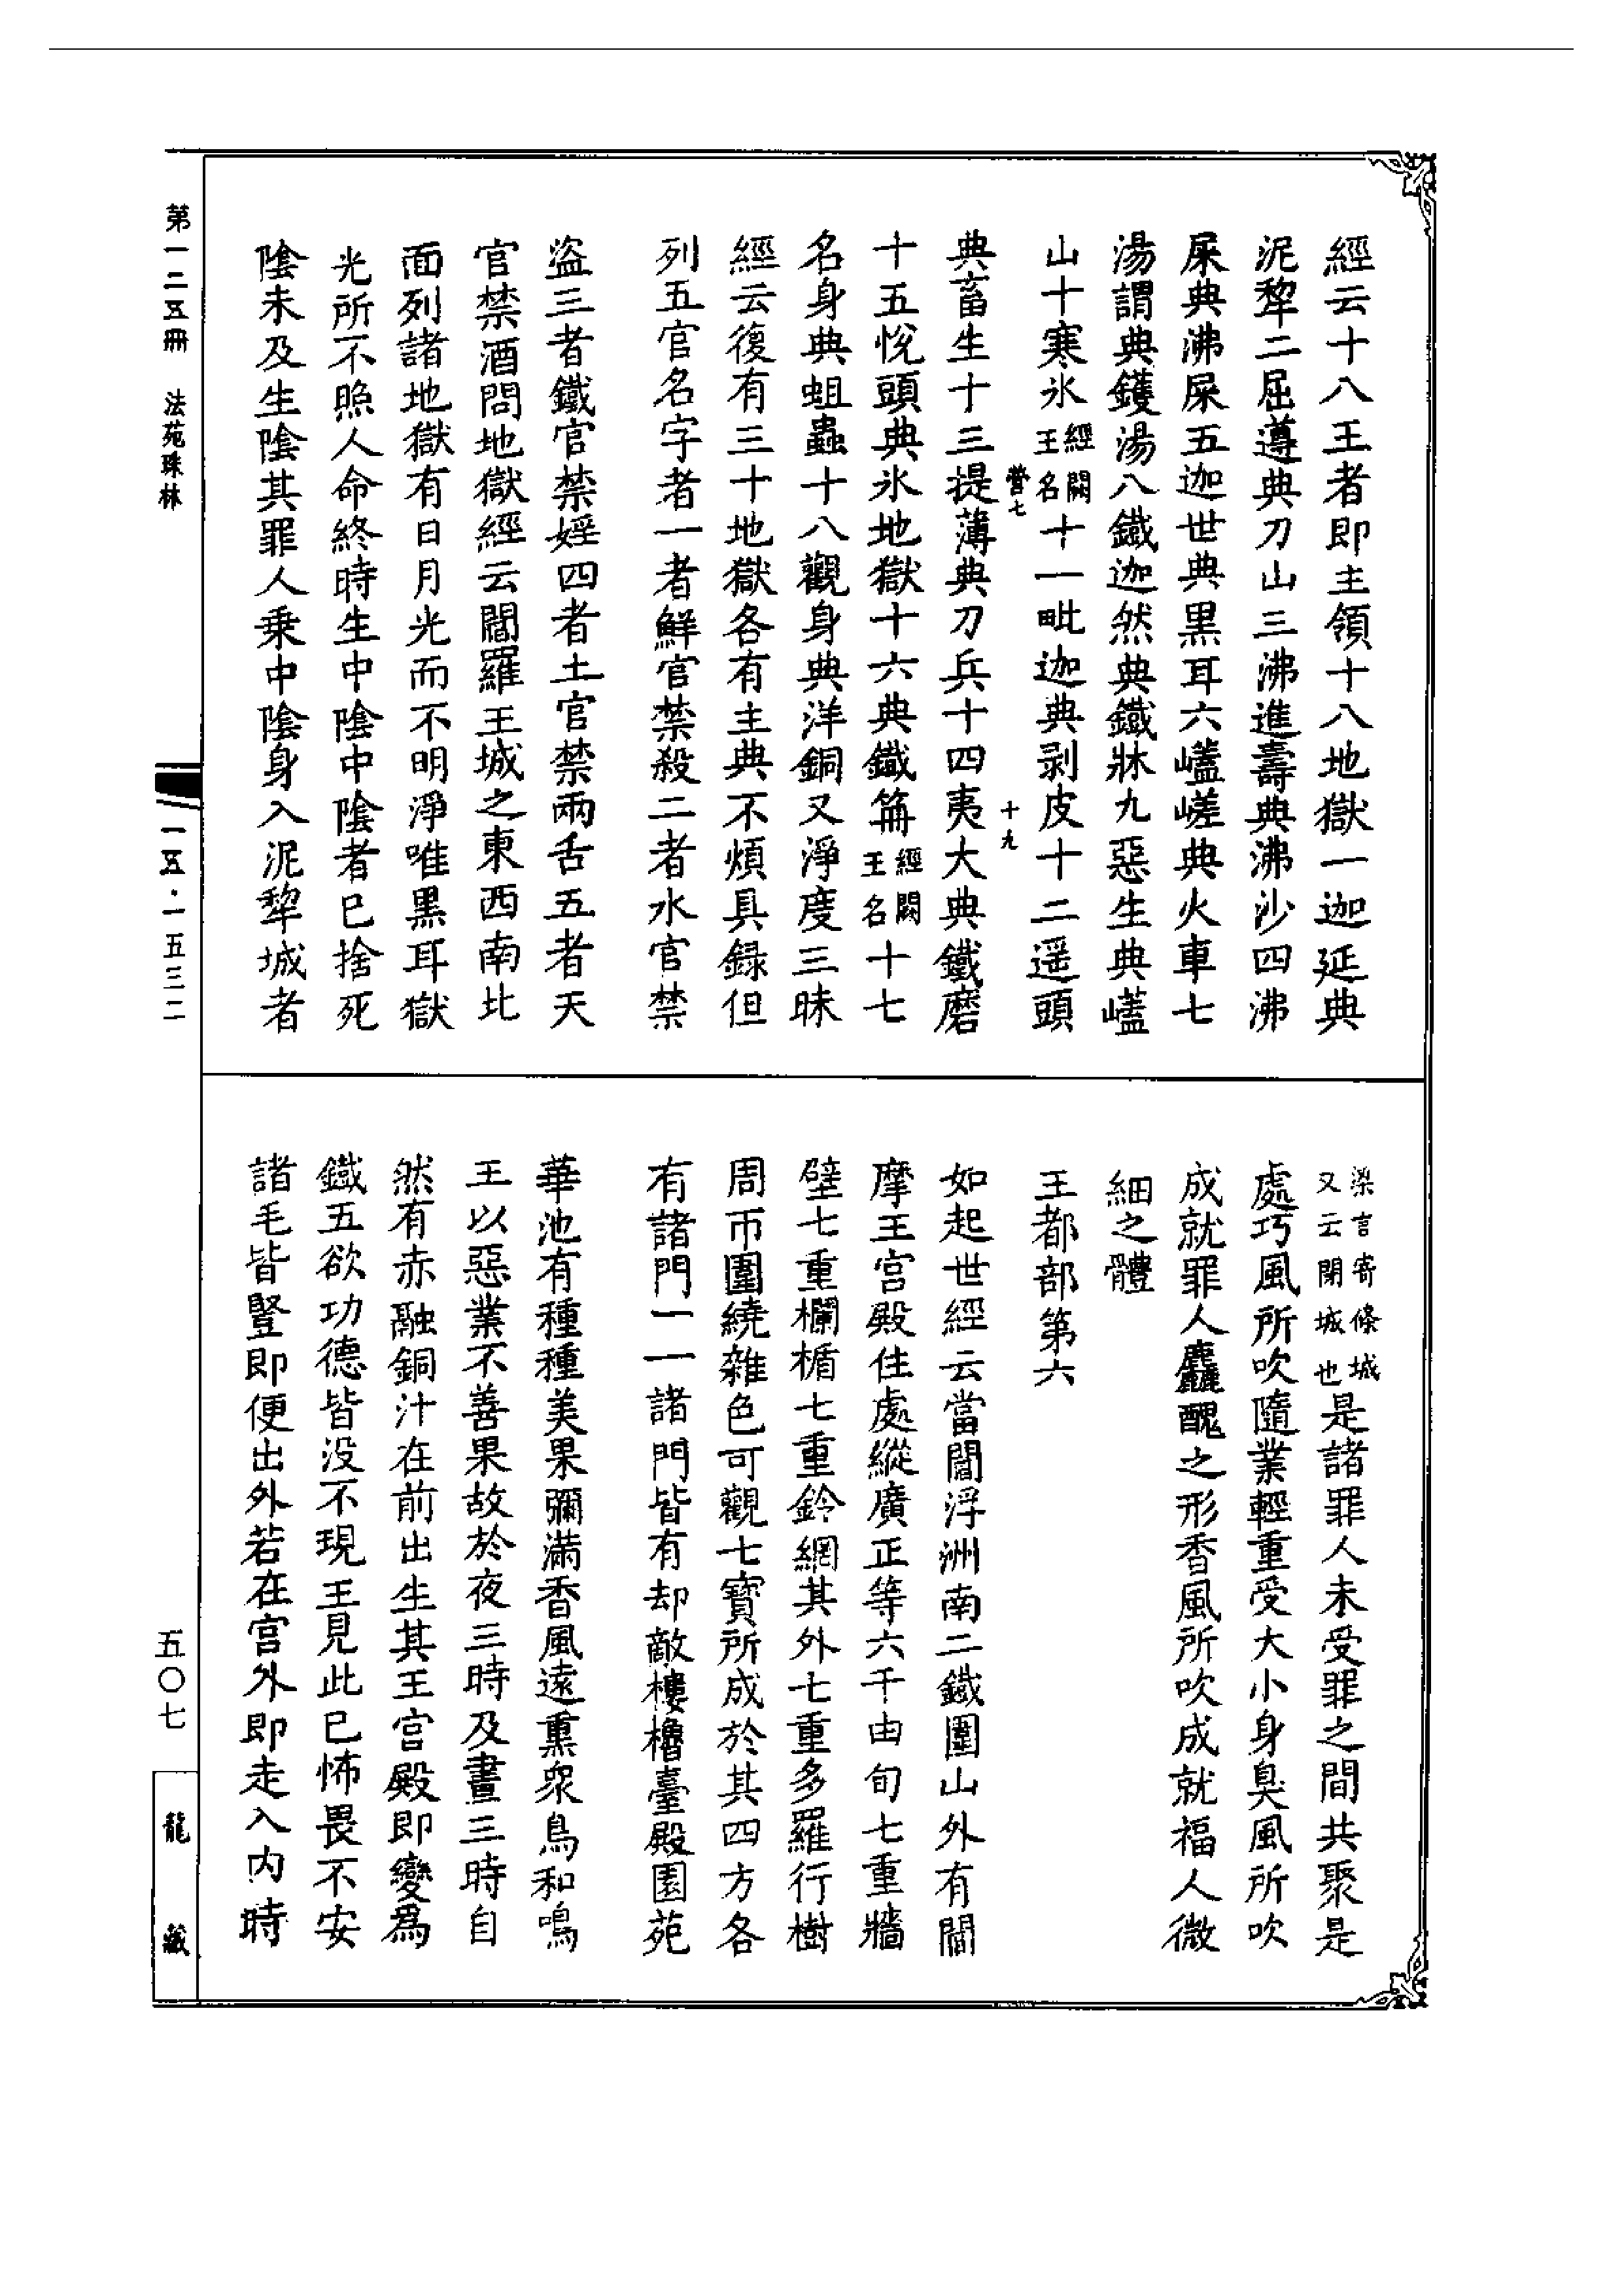 經云十八王者即主領十八地獄一迦延典
泥犂二屈遵典刀山三沸進壽典沸沙四沸
屎典沸屎五迦世典黒耳六㠍嵯典火車七
湯謂典鑊湯八鐵迦然典鐵牀九惡生典㠍
山十寒氷經闕王名十一毗迦典剥皮十二遥頭
營七
十九
典畜生十三提薄典刀兵十四夷大典鐵磨
十五恱頭典氷地獄十六典鐵䇲經闕王名十七
名身典蛆蟲十八觀身典洋銅又淨度三昧
經云復有三十地獄各有主典不煩具録但
列五官名字者一者鮮官禁殺二者水官禁
盜三者鐵官禁婬四者土官禁兩舌五者天
官禁酒問地獄經云閻羅王城之東西南北
面列諸地獄有日月光而不明淨唯黒耳獄
光所不照人命終時生中陰中陰者已捨死
陰未及生陰其罪人乗中陰身入泥犂城者
梁言寄條城又云閉城也是諸罪人未受罪之間共聚是
處巧風所吹隨業輕重受大小身臭風所吹
成就罪人麤醜之形香風所吹成就福人微
細之體
王都部第六
如起世經云當閻浮洲南二鐵圍山外有閻
摩王宫殿住處縱廣正等六千由旬七重牆
壁七重欄楯七重鈴網其外七重多羅行樹
周帀圍繞雜色可觀七寶所成於其四方各
有諸門一一諸門皆有却敵樓櫓臺殿園苑
華池有種種美果彌滿香風遠熏衆鳥和鳴
王以惡業不善果故於夜三時及晝三時自
然有赤融銅汁在前出生其王宫殿即變爲
鐵五欲功德皆没不現王見此已怖畏不安
諸毛皆豎即便出外若在宫外即走入内時
第一二五冊　法苑珠林
一五·一五三二
五〇七
龍藏